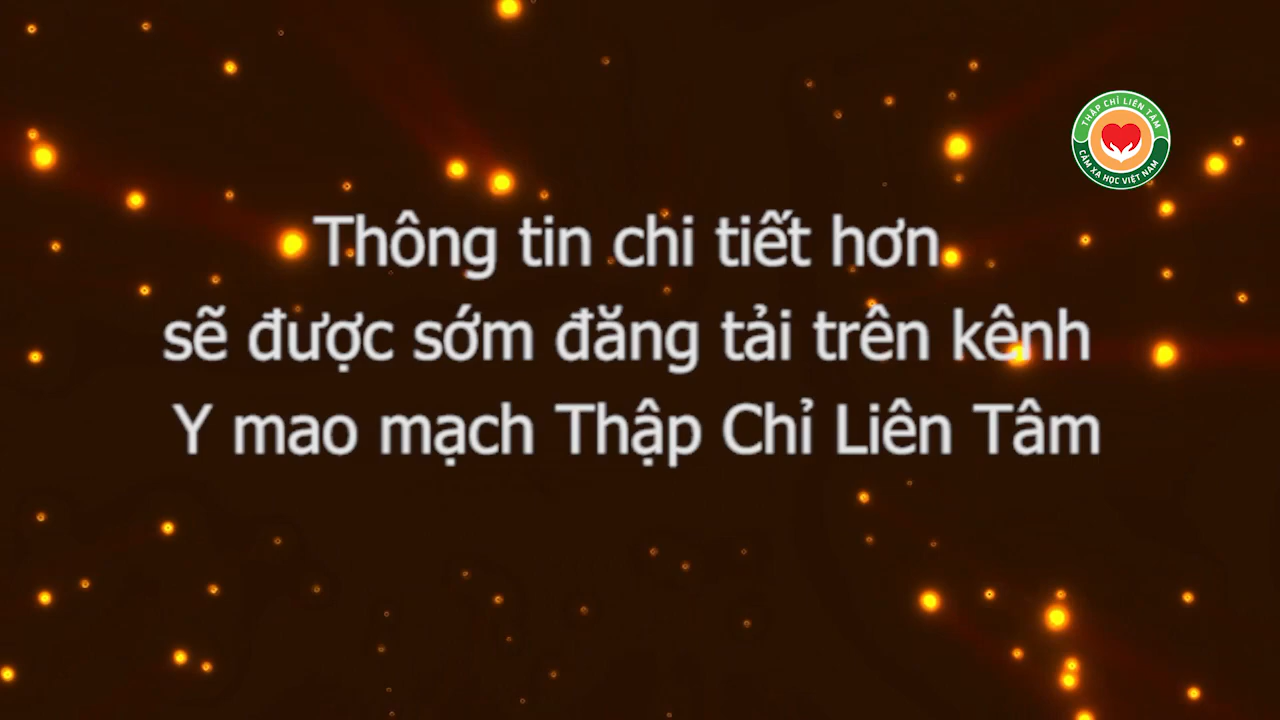 THẬP CHỈ LIÊN TÂM
CẢM XẠ HỌC VIỆT NAM
Thông tin chi tiết hơn
sẽ được sớm đăng tải trên kênh
Y mao mạch Thập Chỉ Liên Tâm